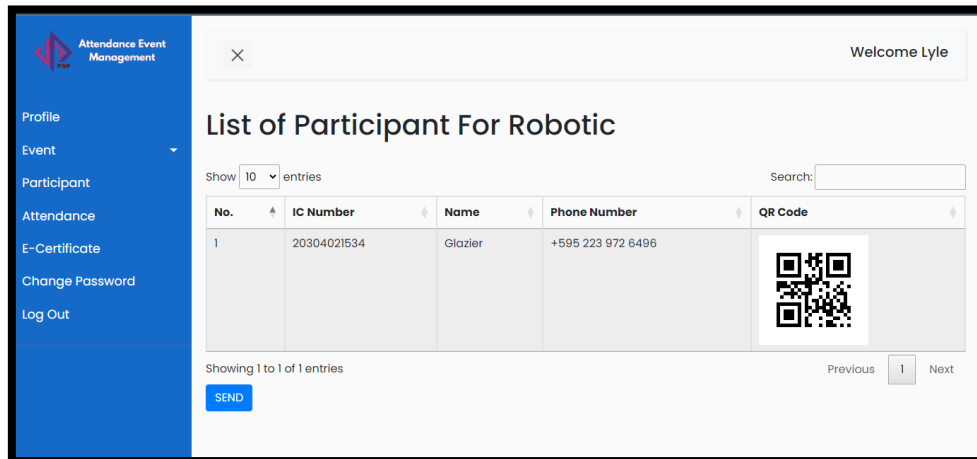 Attendance Event
Management
PSP
Welcome Lyle
Profile
Event
Participant
Attendance
E-Certificate
Change Password
Log Out
List of Participant For Robotic
Show 10 entries
Search:
No. IC Number Name Phone Number QR Code
1 20304021534 Glazier +595 223 972 6496
Showing 1 to 1 of 1 entries
Previous 1 Next
SEND